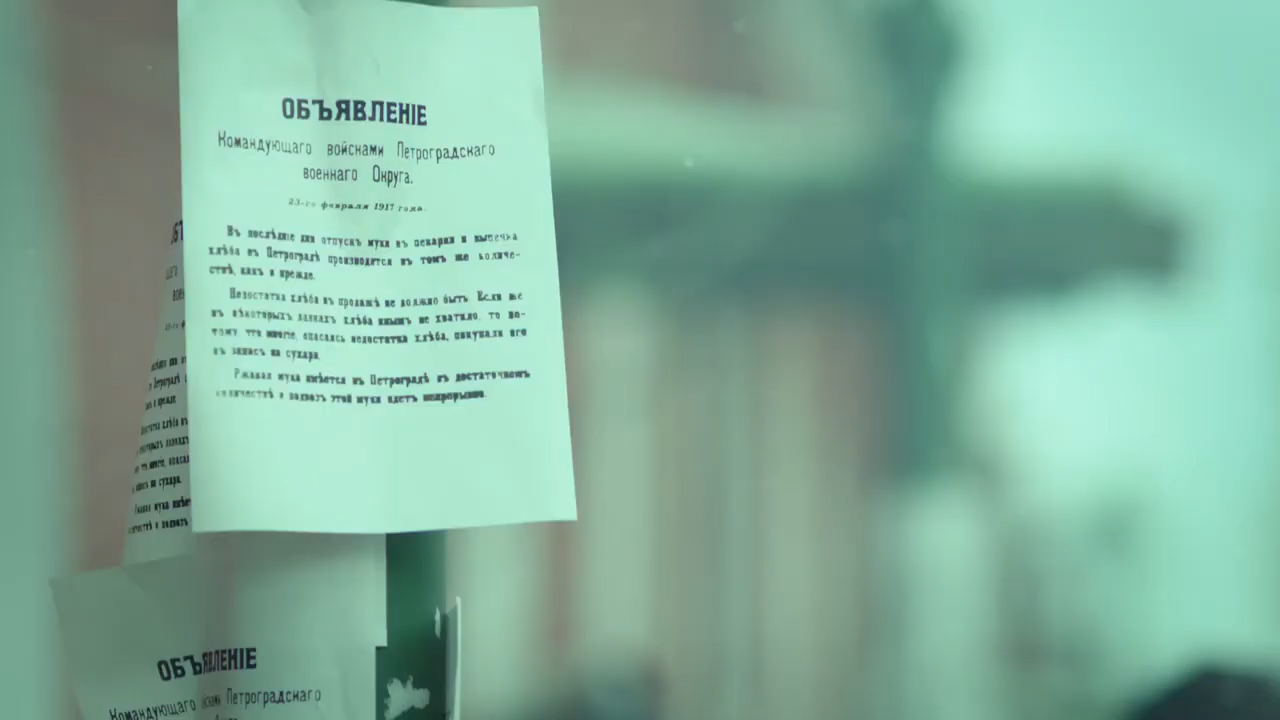 ОБЪЯВЛЕНІЕ
Командующаго войсками Петроградскаго
военнаго Округа.
23-го февраля 1917 года.
Въ послѣдніе дни отпускъ муки въ пекарни и выпечка
хлѣба въ Петроградѣ производится въ томъ же количе-
ствѣ, какъ и прежде.
Недостатка хлѣба въ продажѣ не должно быть. Если же
въ нѣкоторыхъ лавкахъ хлѣба инымъ не хватило, то по-
тому, что многіе, опасаясь недостатка хлѣба, покупали его
въ запасъ на сухари.
Ржаная мука имѣется въ Петроградѣ въ достаточномъ
количествѣ и подвозъ этой муки идетъ непрерывно.
ОБЪЯВЛЕНІЕ
Командующаго войсками Петроградскаго